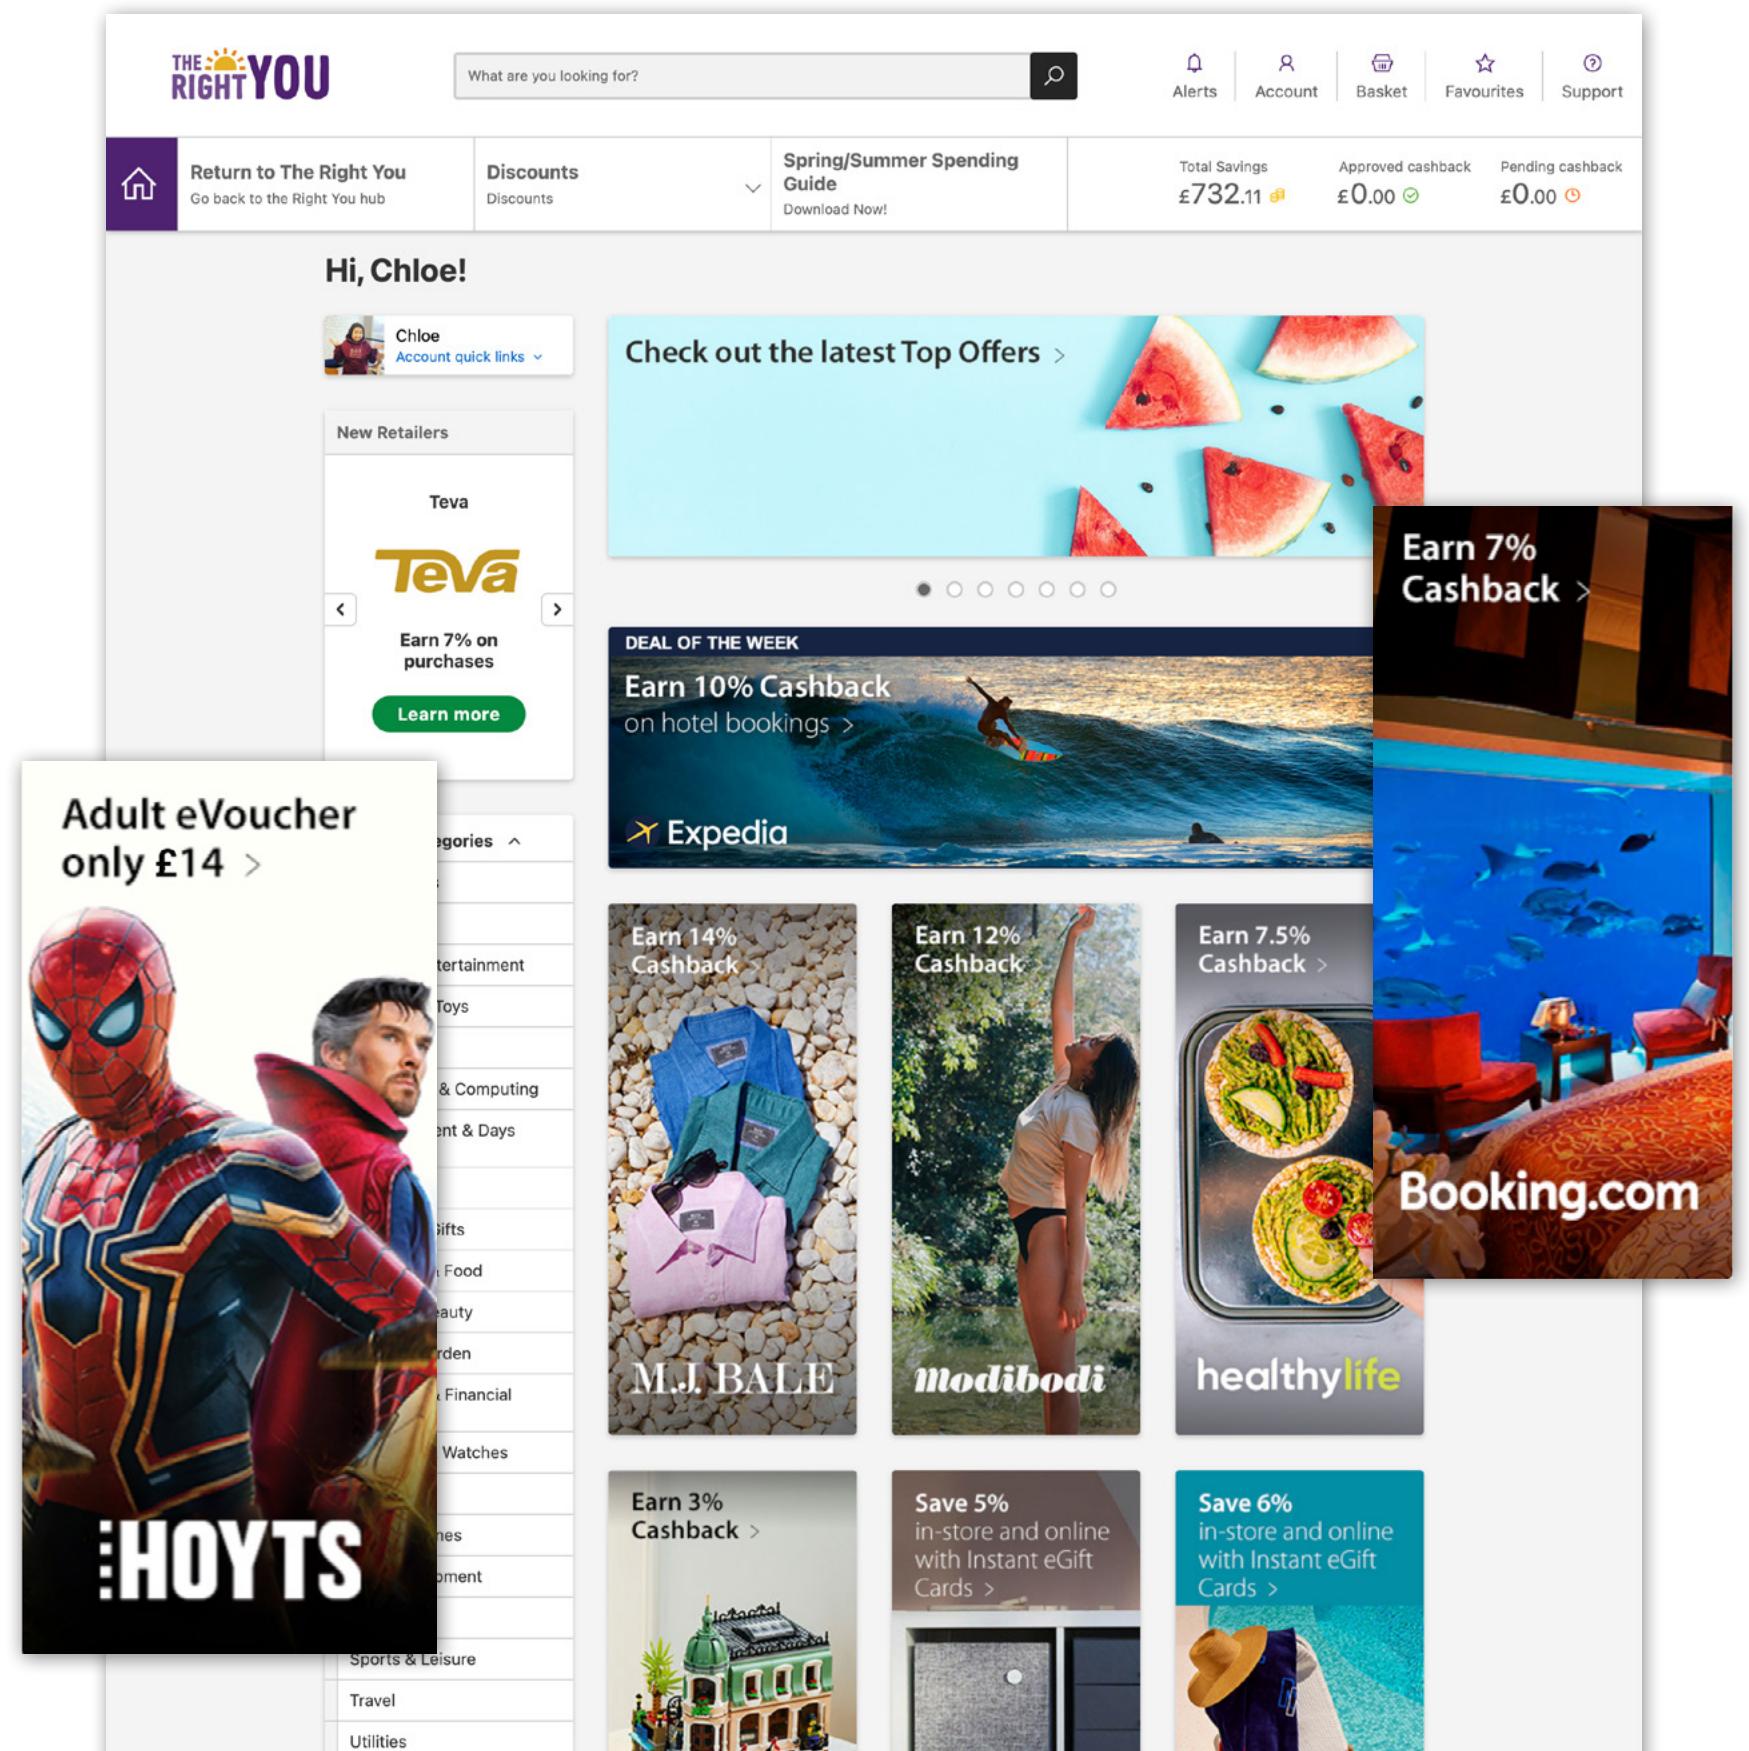 THE
RIGHT YOU
What are you looking for?
Alerts
Account
Basket
Favourites
Support
Return to The Right You
Go back to the Right You hub
Discounts
Discounts
Spring/Summer Spending
Guide
Download Now!
Total Savings
£732.11
Approved cashback
£0.00
Pending cashback
£0.00
Hi, Chloe!
Chloe
Account quick links
New Retailers
Teva
Teva
Earn 7% on
purchases
Learn more
Check out the latest Top Offers >
DEAL OF THE WEEK
Earn 10% Cashback
on hotel bookings >
Expedia
Earn 7%
Cashback >
Booking.com
Adult eVoucher
only £14 >
HOYTS
egories
tertainment
Toys
& Computing
ent & Days
ifts
Food
eauty
rden
& Financial
Watches
nes
pment
Sports & Leisure
Travel
Utilities
Earn 14%
Cashback >
M.J. BALE
Earn 12%
Cashback
modibodi
Earn 7.5%
Cashback >
healthylife
Earn 3%
Cashback >
Save 5%
in-store and online
with Instant eGift
Cards >
Save 6%
in-store and online
with Instant eGift
Cards >